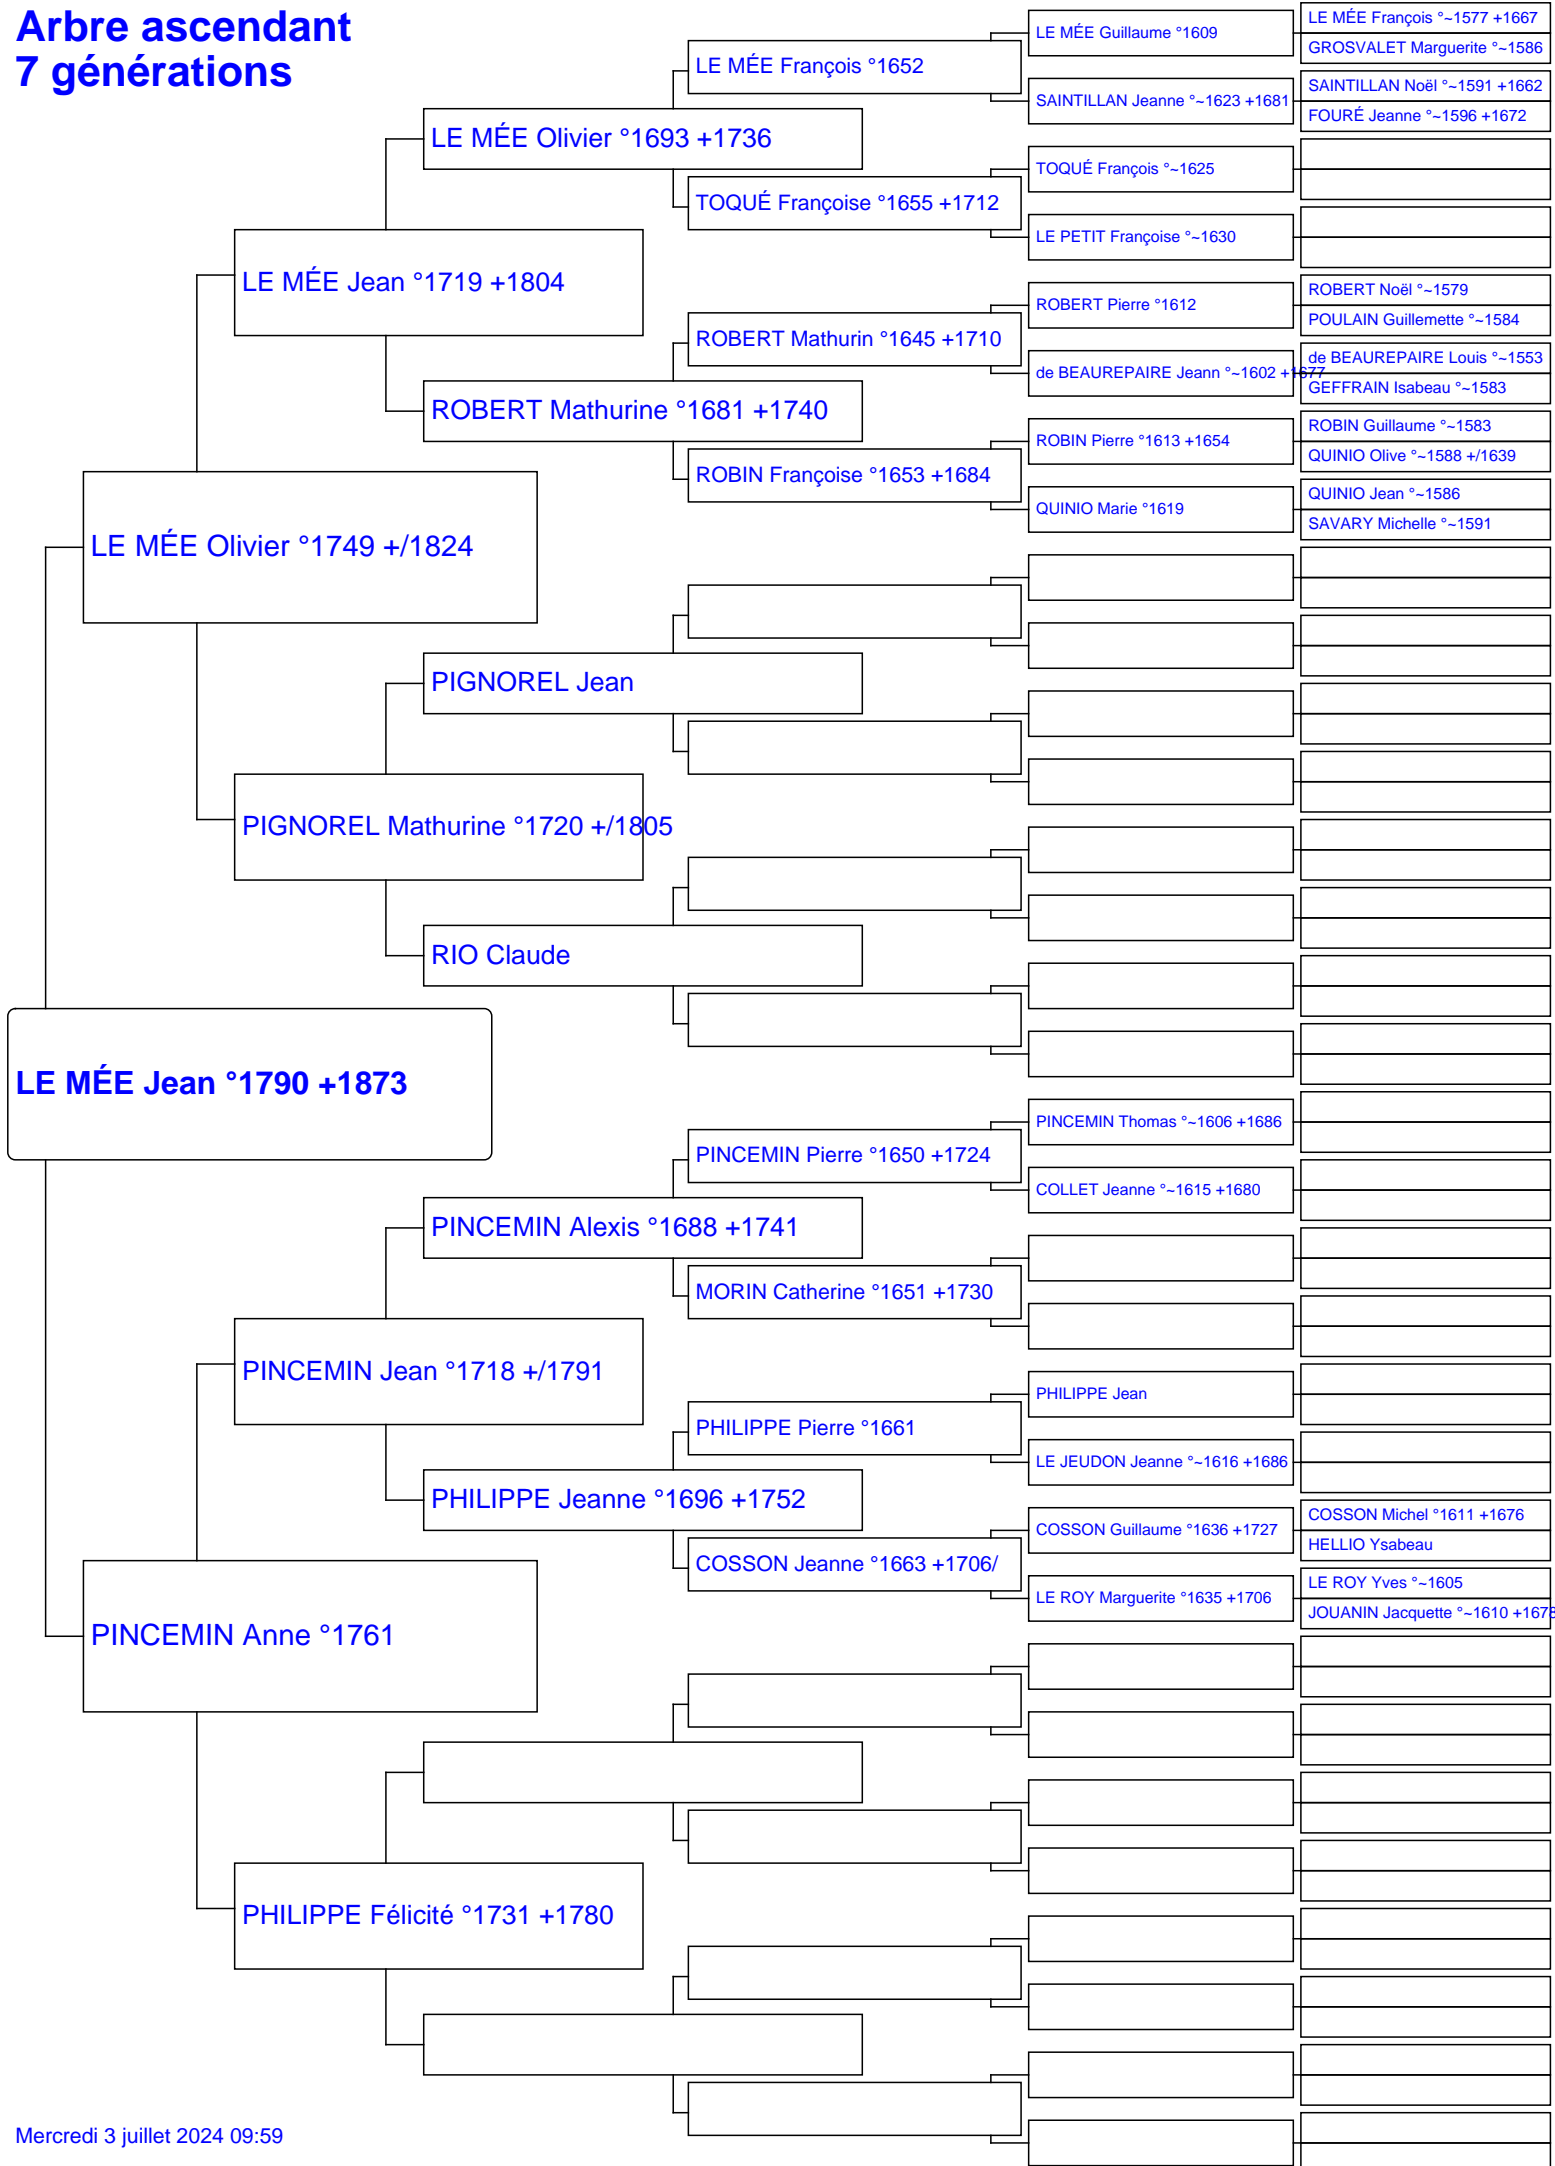 Arbre ascendant
7 générations
LE MÉE Jean °1790 +1873
LE MÉE Olivier °1749 +/1824
PINCEMIN Anne °1761
LE MÉE Jean °1719 +1804
PIGNOREL Mathurine °1720 +/1805
PINCEMIN Jean °1718 +/1791
PHILIPPE Félicité °1731 +1780
LE MÉE Olivier °1693 +1736
ROBERT Mathurine °1681 +1740
PIGNOREL Jean
RIO Claude
PINCEMIN Alexis °1688 +1741
PHILIPPE Jeanne °1696 +1752
LE MÉE François °1652
TOQUÉ Françoise °1655 +1712
ROBERT Mathurin °1645 +1710
ROBIN Françoise °1653 +1684
PINCEMIN Pierre °1650 +1724
MORIN Catherine °1651 +1730
PHILIPPE Pierre °1661
COSSON Jeanne °1663 +1706/
LE MÉE Guillaume °1609
SAINTILLAN Jeanne °~1623 +1681
TOQUÉ François °~1625
LE PETIT Françoise °~1630
ROBERT Pierre °1612
de BEAUREPAIRE Jeann °~1602 +1677
ROBIN Pierre °1613 +1654
QUINIO Marie °1619
PINCEMIN Thomas °~1606 +1686
COLLET Jeanne °~1615 +1680
PHILIPPE Jean
LE JEUDON Jeanne °~1616 +1686
COSSON Guillaume °1636 +1727
LE ROY Marguerite °1635 +1706
LE MÉE François °~1577 +1667
GROSVALET Marguerite °~1586
SAINTILLAN Noël °~1591 +1662
FOURÉ Jeanne °~1596 +1672
ROBERT Noël °~1579
POULAIN Guillemette °~1584
de BEAUREPAIRE Louis °~1553
GEFFRAIN Isabeau °~1583
ROBIN Guillaume °~1583
QUINIO Olive °~1588 +/1639
QUINIO Jean °~1586
SAVARY Michelle °~1591
COSSON Michel °1611 +1676
HELLIO Ysabeau
LE ROY Yves °~1605
JOUANIN Jacquette °~1610 +1678
Mercredi 3 juillet 2024 09:59